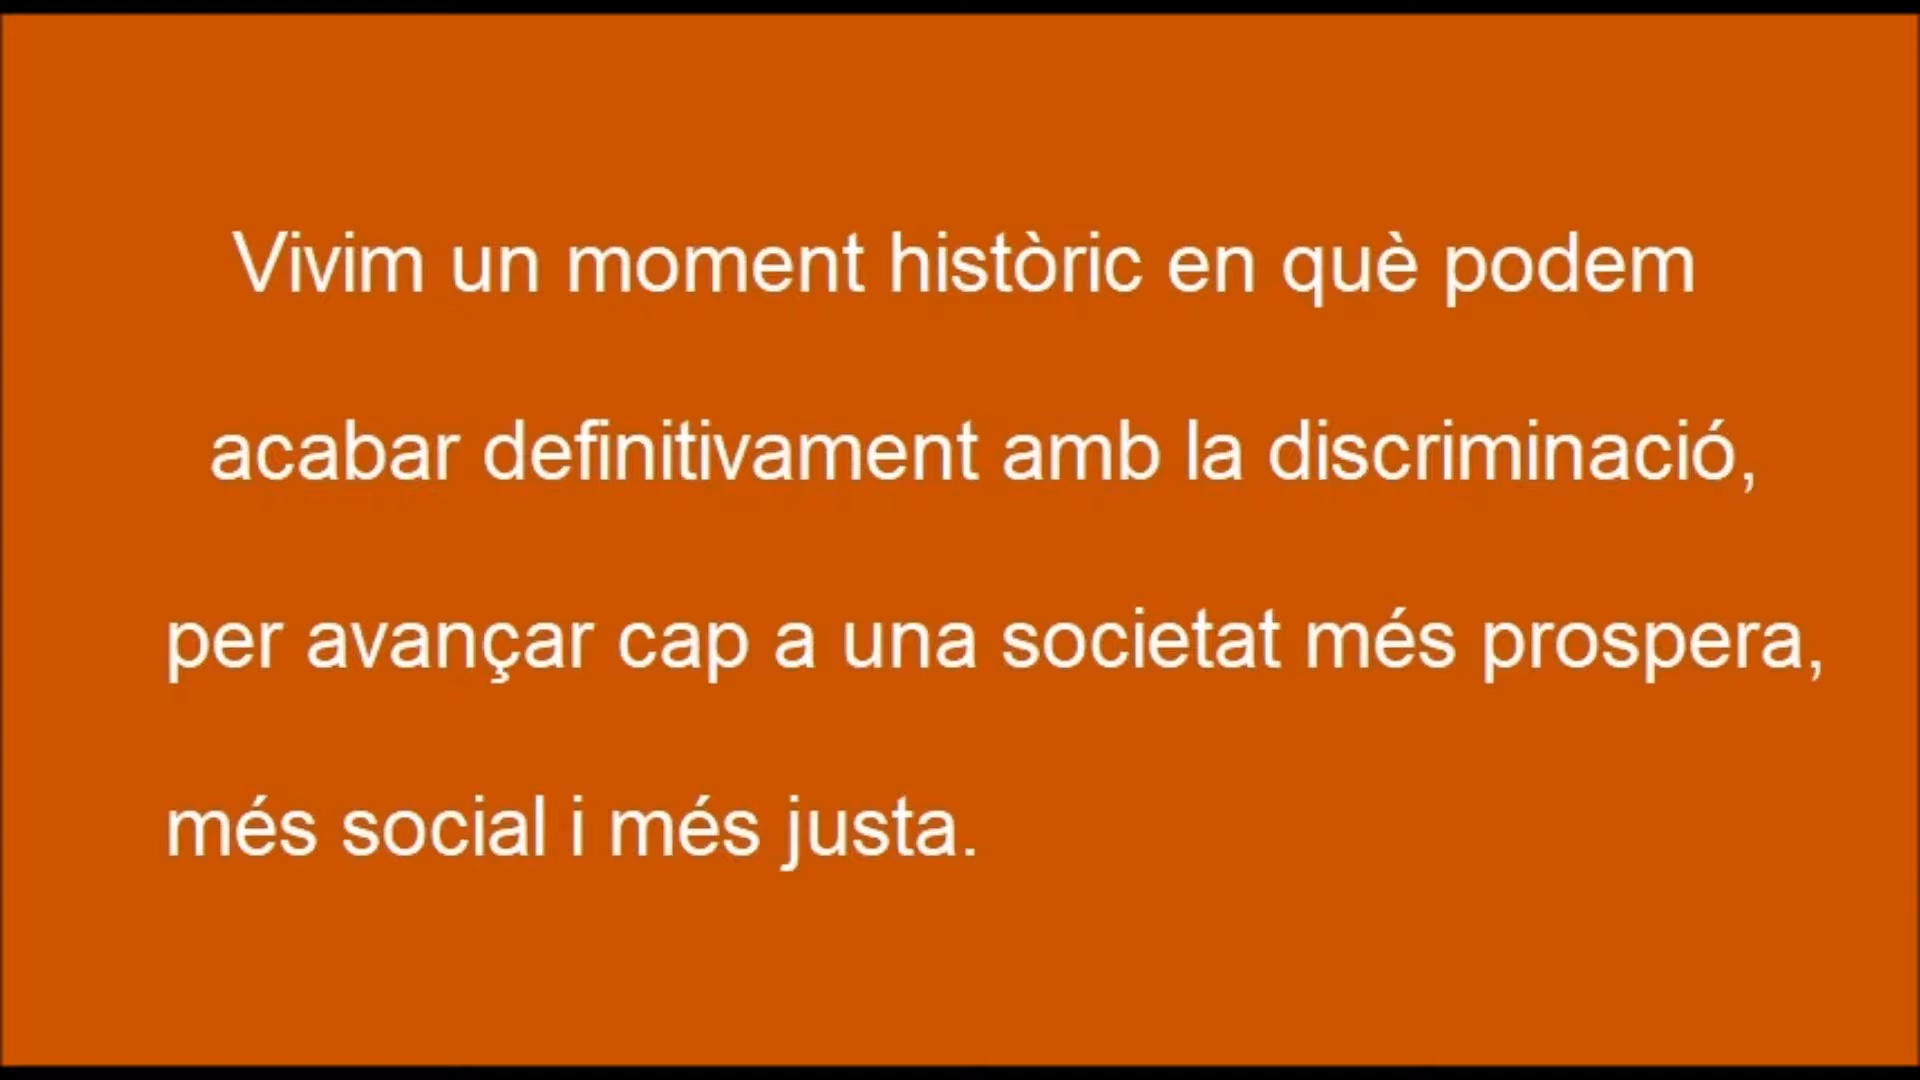 Vivim un moment històric en què podem
acabar definitivament amb la discriminació,
per avançar cap a una societat més prospera,
més social i més justa.